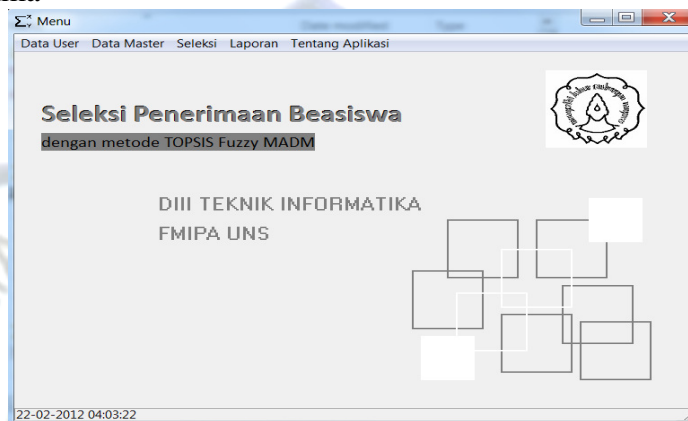 Menu
Data User Data Master Seleksi Laporan Tentang Aplikasi
Seleksi Penerimaan Beasiswa
dengan metode TOPSIS Fuzzy MADM
DIII TEKNIK INFORMATIKA
FMIPA UNS
22-02-2012 04:03:22